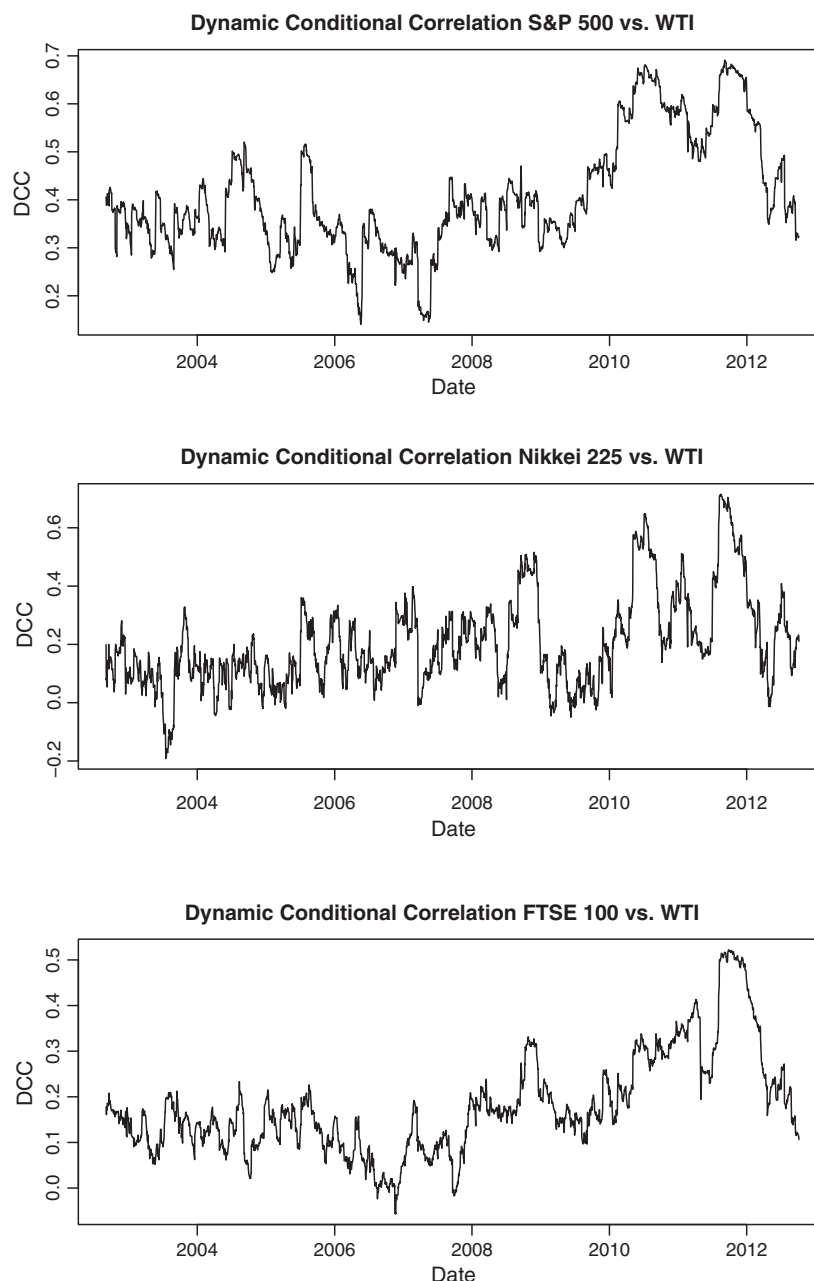 Dynamic Conditional Correlation S&P 500 vs. WTI
DCC
0.7
0.6
0.5
0.4
0.3
0.2
2004 2006 2008 2010 2012
Date
Dynamic Conditional Correlation Nikkei 225 vs. WTI
DCC
0.6
0.4
0.2
0.0
−0.2
2004 2006 2008 2010 2012
Date
Dynamic Conditional Correlation FTSE 100 vs. WTI
DCC
0.5
0.4
0.3
0.2
0.1
0.0
2004 2006 2008 2010 2012
Date